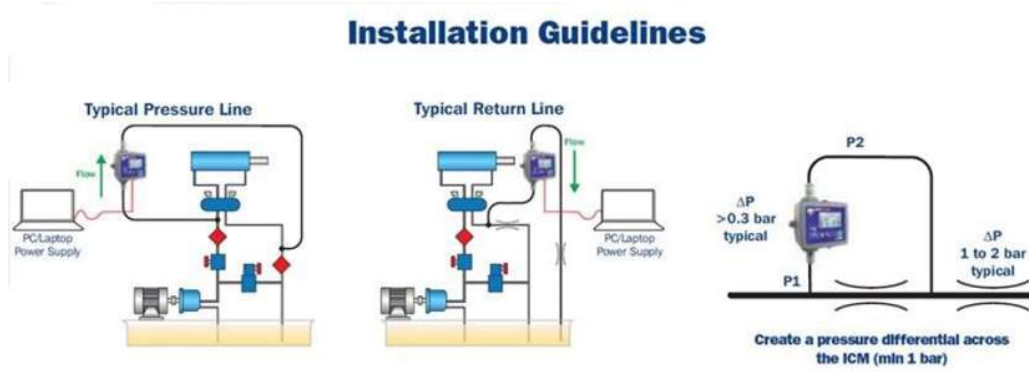 Installation Guidelines
Typical Pressure Line
Flow
PC/Laptop
Power Supply
Typical Return Line
Flow
PC/Laptop
Power Supply
P2
ΔP
>0.3 bar
typical
P1
ΔP
1 to 2 bar
typical
Create a pressure differential across
the ICM (min 1 bar)